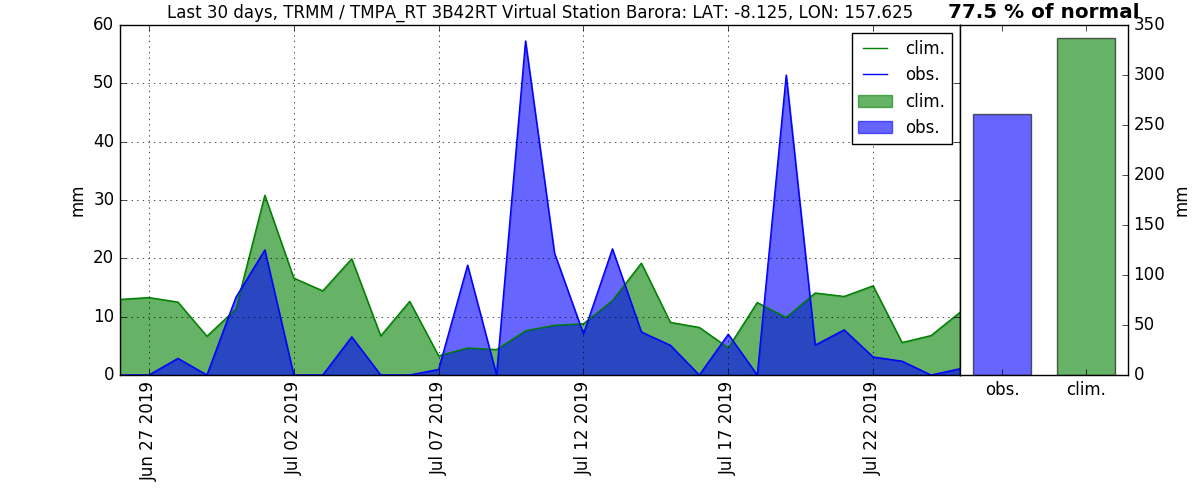 Last 30 days, TRMM / TMPA_RT 3B42RT Virtual Station Barora: LAT: -8.125, LON: 157.625
77.5 % of normal
60
50
40
30
20
10
0
mm
clim.
obs.
clim.
obs.
Jun 27 2019
Jul 02 2019
Jul 07 2019
Jul 12 2019
Jul 17 2019
Jul 22 2019
350
300
250
200
150
100
50
0
mm
obs.
clim.